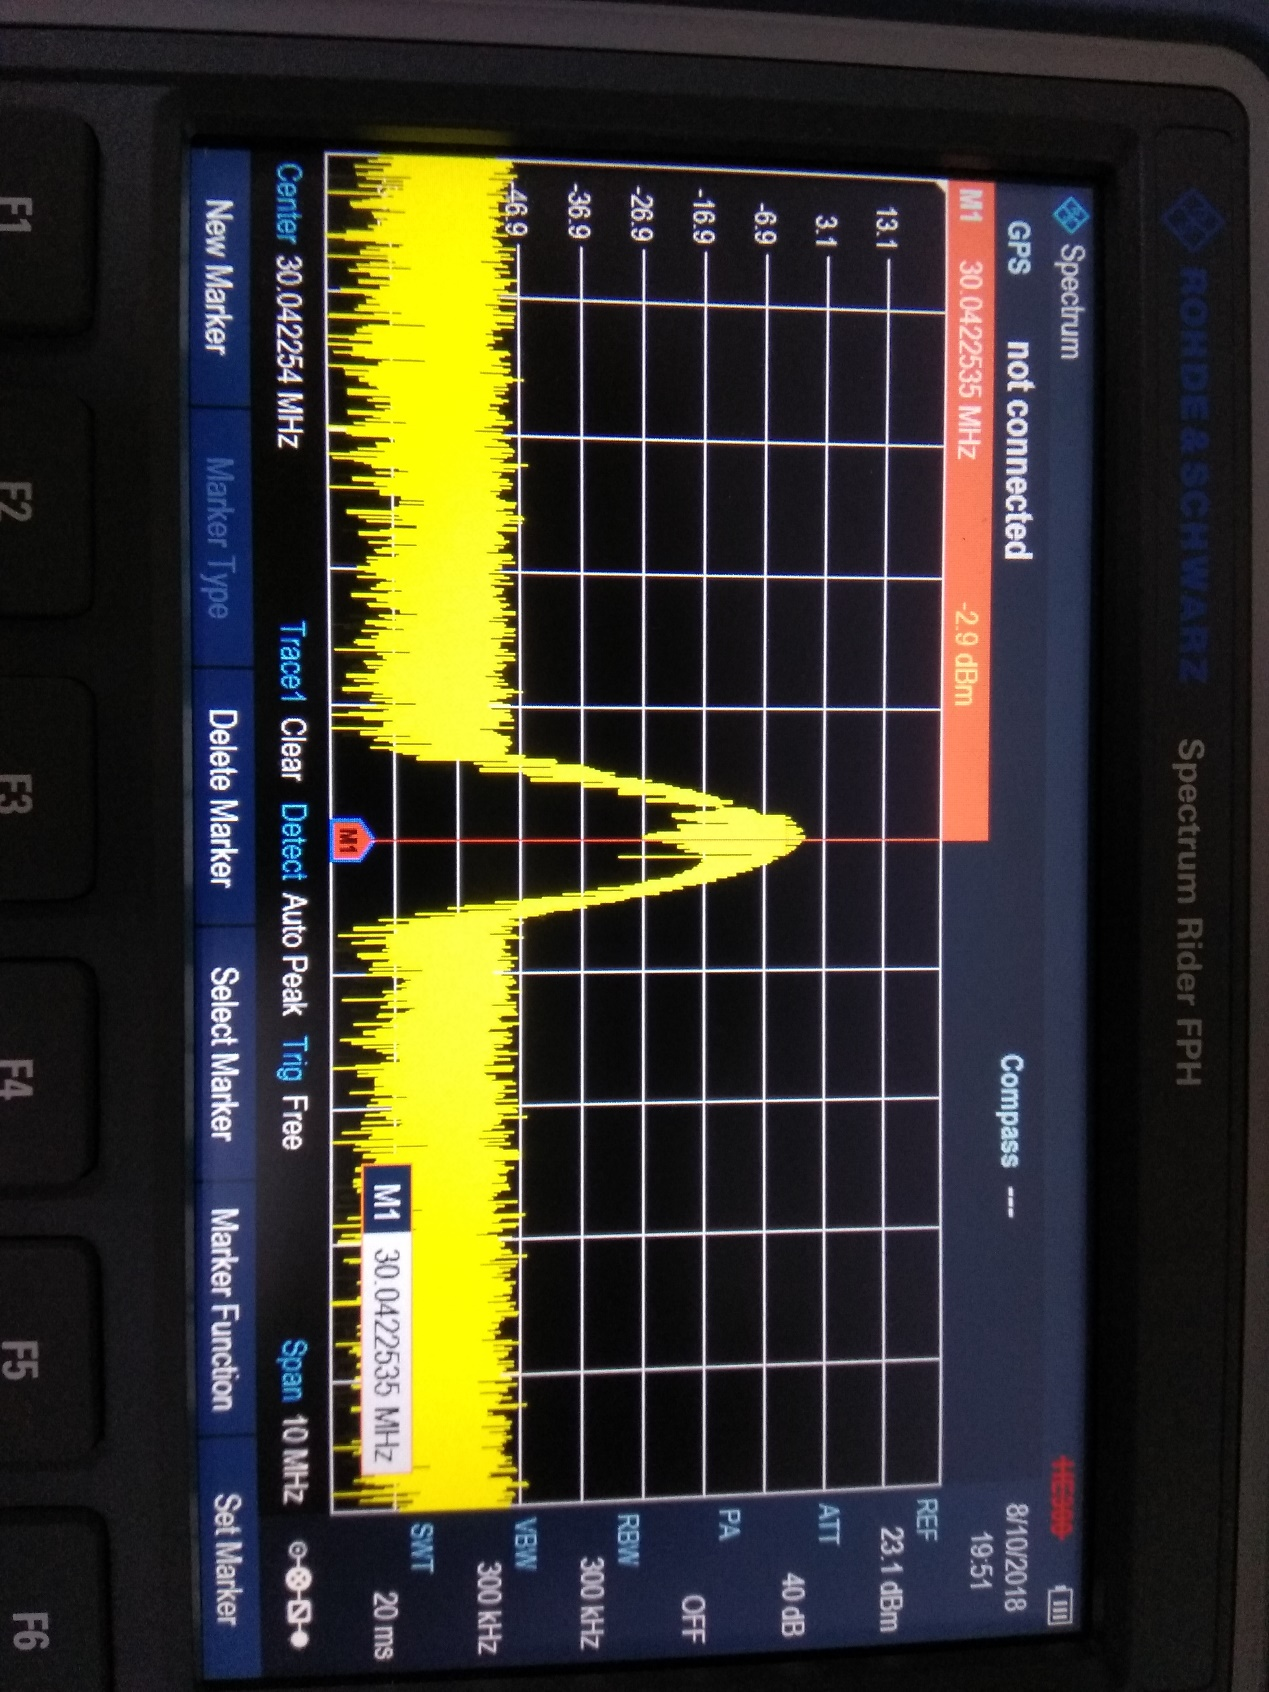 ROHDE & SCHWARZ Spectrum Rider FPH
Spectrum
8/10/2018
GPS not connected Compass ---
19:51
M1 30.0422535 MHz -2.9 dBm
REF
23.1 dBm
ATT
40 dB
PA
OFF
RBW
300 kHz
VBW
300 kHz
SWT
20 ms
13.1
3.1
-6.9
-16.9
-26.9
-36.9
-46.9
M1 30.0422535 MHz
M1
Center 30.042254 MHz Trace1 Clear Detect Auto Peak Trig Free Span 10 MHz
New Marker Marker Type Delete Marker Select Marker Marker Function Set Marker
F1 F2 F3 F4 F5 F6